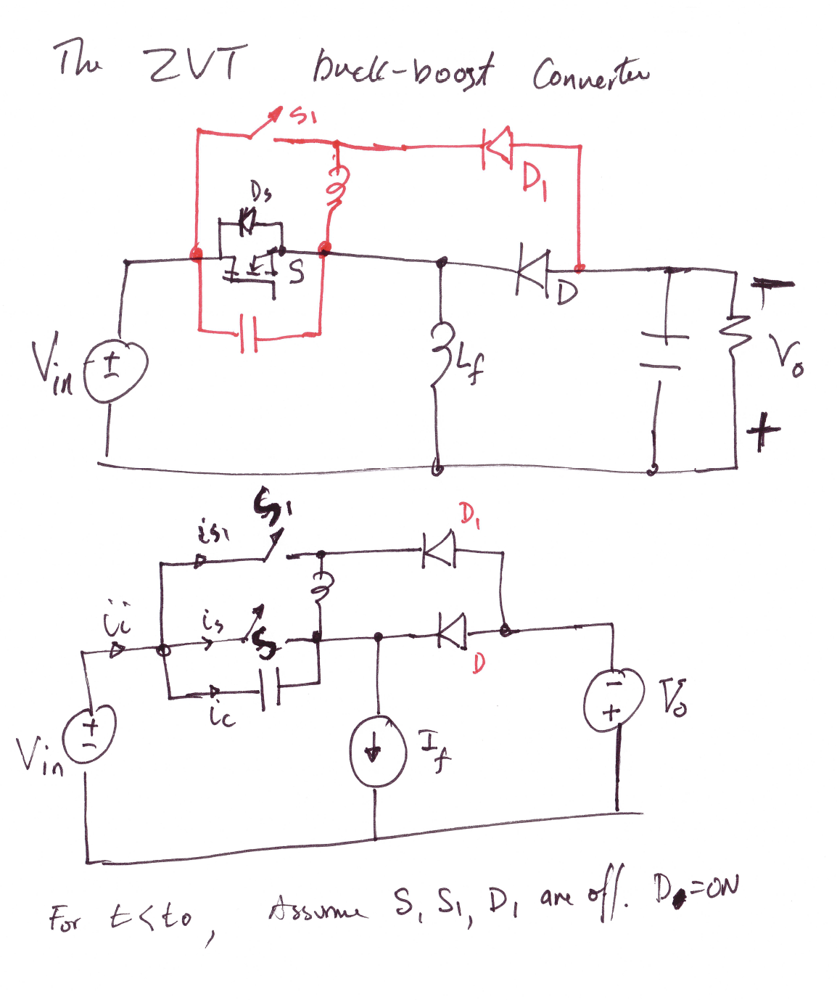 The ZVT buck-boost Converter
S1
D1
Ds
S
D
Vin
+
-
Lf
-
Vo
+
S1
is1
D1
ii
is
S
D
ic
Vin
+
-
If
-
+
Vo
For t<to, Assume S, S1, D1 are off. D=ON